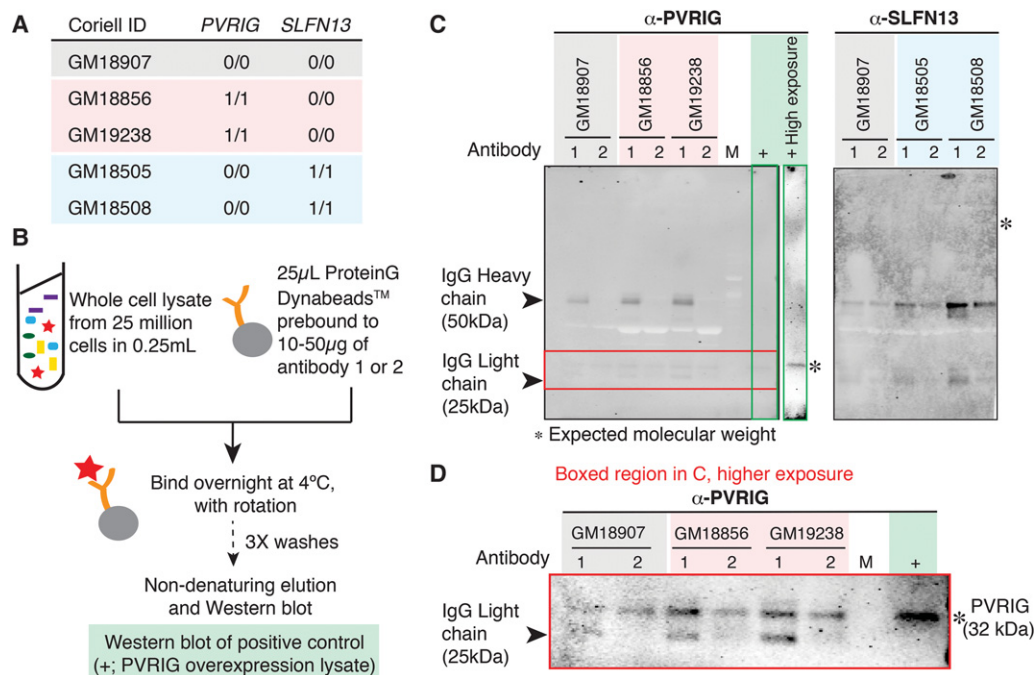 A
Coriell ID PVRIG SLFN13
GM18907 0/0 0/0
GM18856 1/1 0/0
GM19238 1/1 0/0
GM18505 0/0 1/1
GM18508 0/0 1/1
B
Whole cell lysate
from 25 million
cells in 0.25mL
25µL ProteinG
Dynabeads™
prebound to
10-50µg of
antibody 1 or 2
Bind overnight at 4ºC,
with rotation
3X washes
Non-denaturing elution
and Western blot
Western blot of positive control
(+; PVRIG overexpression lysate)
C
α-PVRIG
GM18907
GM18856
GM19238
+ High exposure
Antibody 1 2 1 2 1 2 M +
IgG Heavy
chain
(50kDa)
IgG Light
chain
(25kDa)
*
* Expected molecular weight
α-SLFN13
GM18907
GM18505
GM18508
1 2 1 2 1 2
*
D
Boxed region in C, higher exposure
α-PVRIG
GM18907 GM18856 GM19238
Antibody 1 2 1 2 1 2 M +
IgG Light
chain
(25kDa)
* PVRIG
(32 kDa)